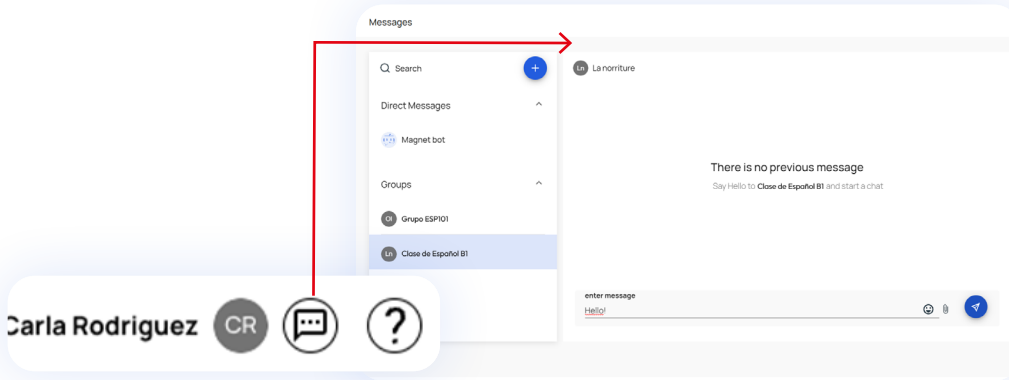 Messages
Search
+
Direct Messages
Magnet bot
Groups
GI Grupo ESP101
Ln Clase de Español B1
Ln La norriture
There is no previous message
Say Hello to Clase de Español B1 and start a chat
enter message
Hello!
Carla Rodriguez CR ?